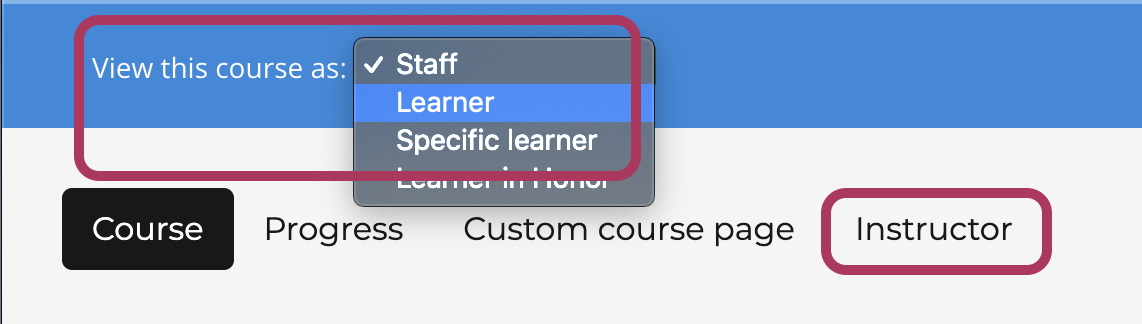 View this course as: ✓ Staff
Learner
Specific learner
Learner in Honor
Course Progress Custom course page Instructor